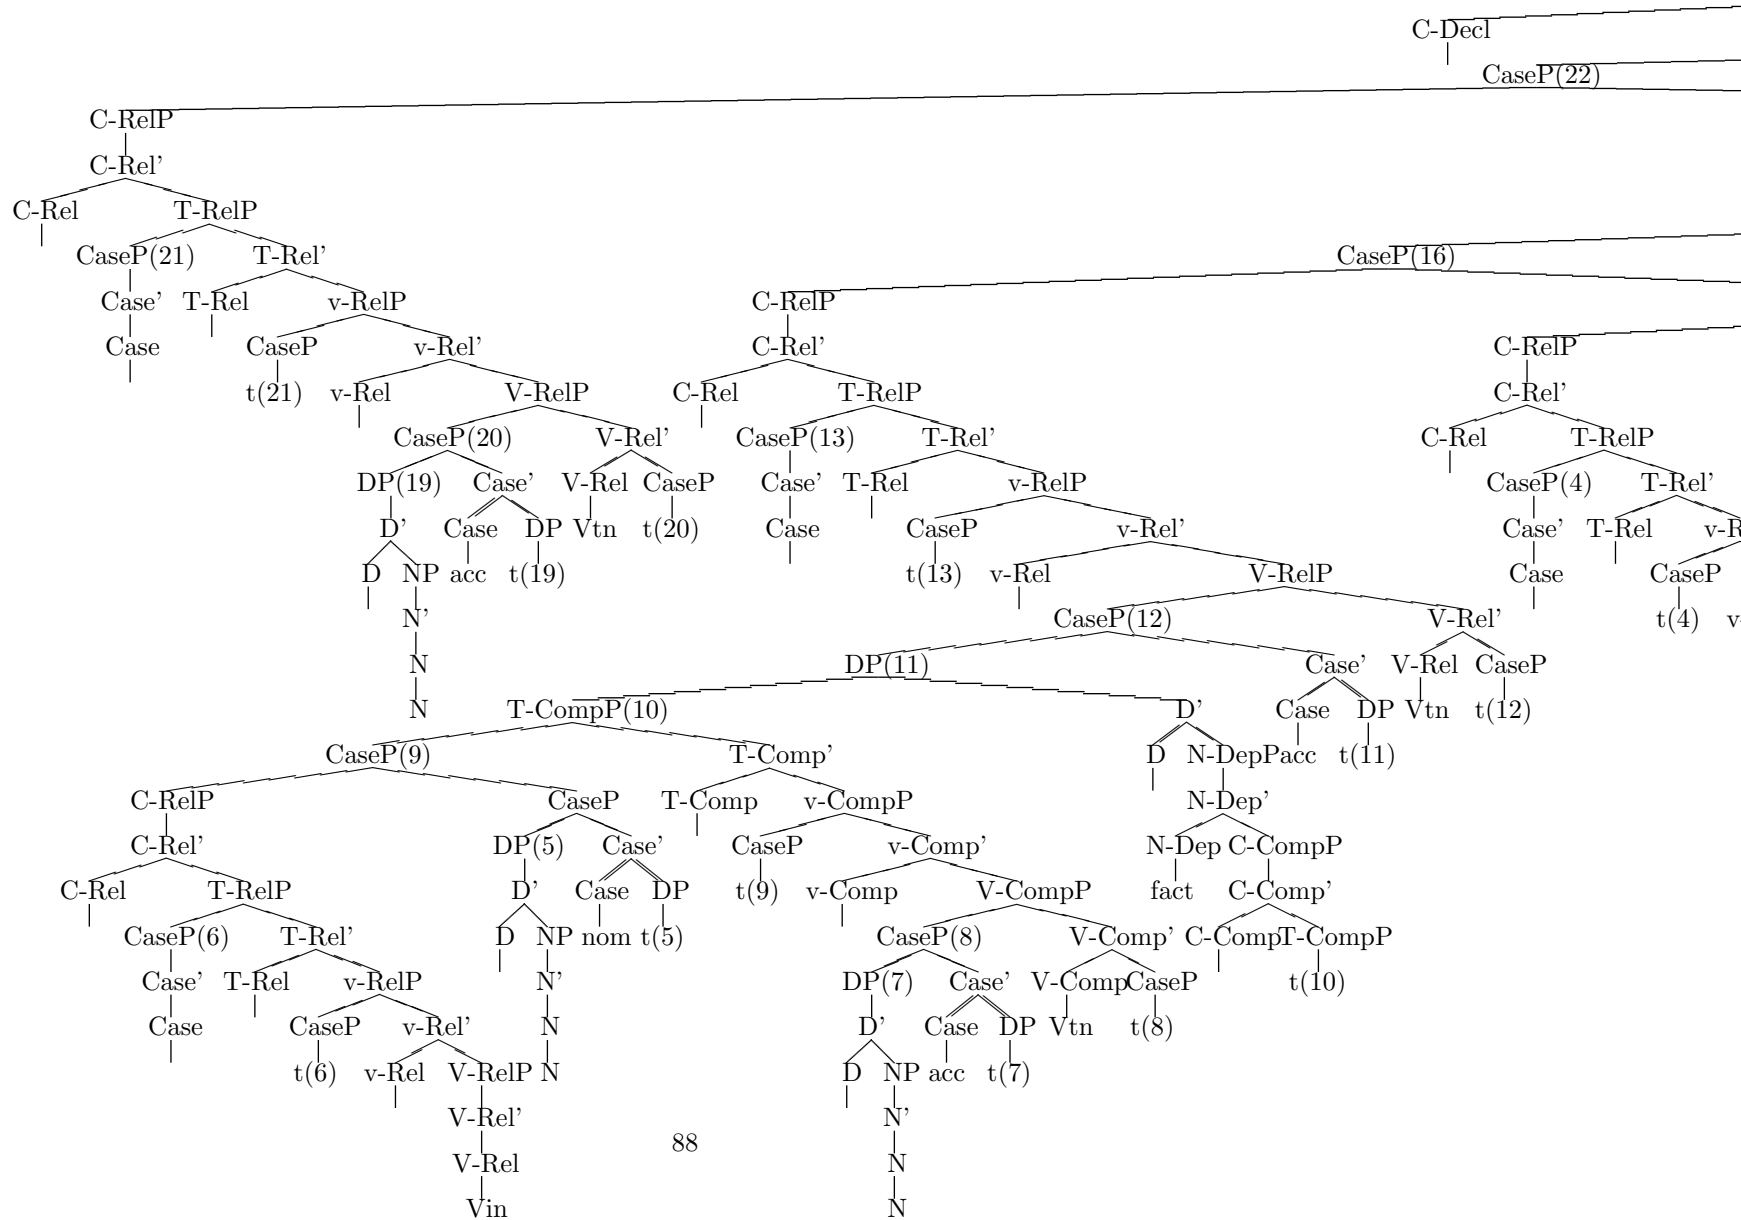 C-Decl
CaseP(22)
C-RelP
C-Rel'
C-Rel T-RelP
CaseP(21) T-Rel' CaseP(16)
Case' T-Rel v-RelP C-RelP
Case CaseP v-Rel' C-Rel' C-RelP
t(21) v-Rel V-RelP C-Rel T-RelP C-Rel'
CaseP(20) V-Rel' CaseP(13) T-Rel' C-Rel T-RelP
DP(19) Case' V-Rel CaseP Case' T-Rel v-RelP CaseP(4) T-Rel'
D' Case DP Vtn t(20) Case CaseP v-Rel' Case' T-Rel v-R
D NP acc t(19) t(13) v-Rel V-RelP Case CaseP
N' CaseP(12) V-Rel' t(4) v-
N DP(11) Case' V-Rel CaseP
N T-CompP(10) D' Case DP Vtn t(12)
CaseP(9) T-Comp' D N-DepP acc t(11)
C-RelP CaseP T-Comp v-CompP N-Dep'
C-Rel' DP(5) Case' CaseP v-Comp' N-Dep C-CompP
C-Rel T-RelP D' Case DP t(9) v-Comp V-CompP fact C-Comp'
CaseP(6) T-Rel' D NP nom t(5) CaseP(8) V-Comp' C-Comp T-CompP
Case' T-Rel v-RelP N' DP(7) Case' V-Comp CaseP t(10)
Case CaseP v-Rel' N D' Case DP Vtn t(8)
t(6) v-Rel V-RelP N D NP acc t(7)
V-Rel' N'
88
V-Rel N
Vin N